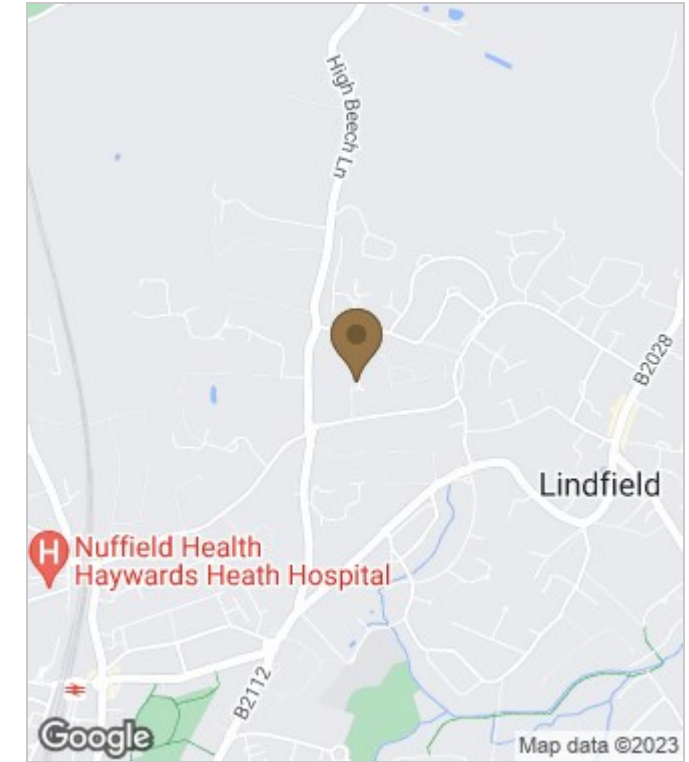 High Beech Ln
B2028
Lindfield
H
Nuffield Health
Haywards Heath Hospital
B2112
Google
Map data ©2023